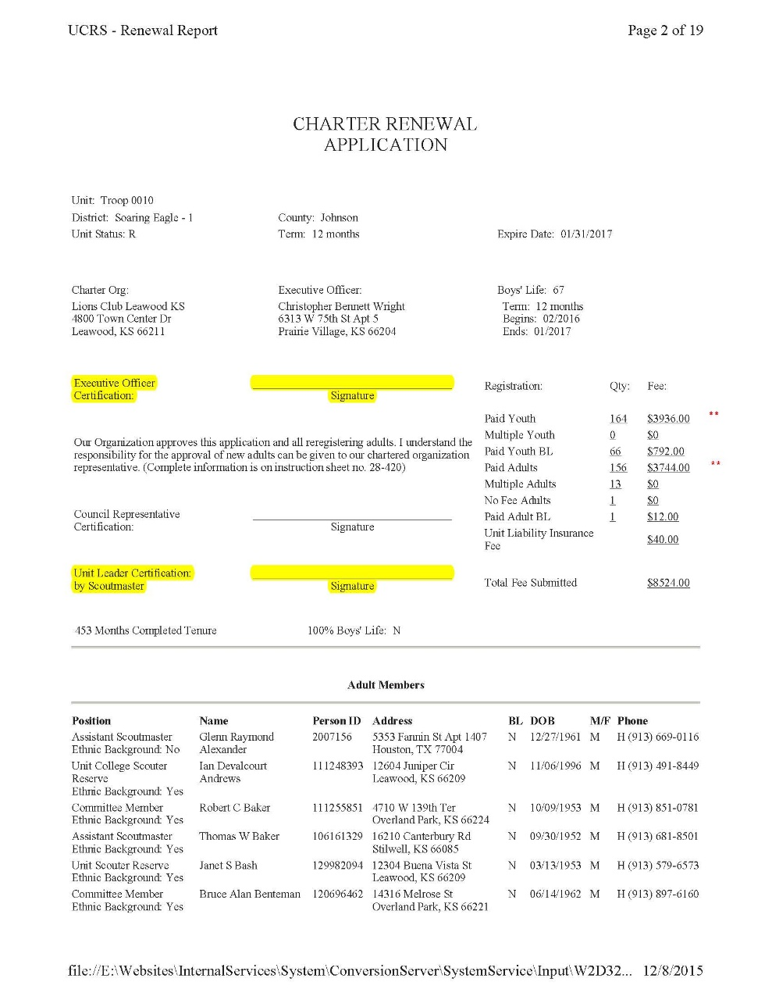 UCRS - Renewal Report Page 2 of 19
CHARTER RENEWAL
APPLICATION
Unit: Troop 0010
District: Soaring Eagle - 1 County: Johnson
Unit Status: R Term: 12 months Expire Date: 01/31/2017
Charter Org: Executive Officer: Boys' Life: 67
Lions Club Leawood KS Christopher Bennett Wright Term: 12 months
4800 Town Center Dr 6313 W 75th St Apt 5 Begins: 02/2016
Leawood, KS 66211 Prairie Village, KS 66204 Ends: 01/2017
Executive Officer
Certification: Signature
Our Organization approves this application and all reregistering adults. I understand the
responsibility for the approval of new adults can be given to our chartered organization
representative. (Complete information is on instruction sheet no. 28-420)
Council Representative
Certification: Signature
Unit Leader Certification:
by Scoutmaster Signature
Registration: Qty: Fee:
Paid Youth 164 $3936.00 **
Multiple Youth 0 $0
Paid Youth BL 66 $792.00
Paid Adults 156 $3744.00 **
Multiple Adults 13 $0
No Fee Adults 1 $0
Paid Adult BL 1 $12.00
Unit Liability Insurance
Fee $40.00
Total Fee Submitted $8524.00
453 Months Completed Tenure 100% Boys' Life: N
Adult Members
Position Name Person ID Address BL DOB M/F Phone
Assistant Scoutmaster Glenn Raymond 2007156 5353 Fannin St Apt 1407 N 12/27/1961 M H (913) 669-0116
Ethnic Background: No Alexander Houston, TX 77004
Unit College Scouter Ian Devalcourt 111248393 12604 Juniper Cir N 11/06/1996 M H (913) 491-8449
Reserve Andrews Leawood, KS 66209
Ethnic Background: Yes
Committee Member Robert C Baker 111255851 4710 W 139th Ter N 10/09/1953 M H (913) 851-0781
Ethnic Background: Yes Overland Park, KS 66224
Assistant Scoutmaster Thomas W Baker 106161329 16210 Canterbury Rd N 09/30/1952 M H (913) 681-8501
Ethnic Background: Yes Stilwell, KS 66085
Unit Scouter Reserve Janet S Bash 129982094 12304 Buena Vista St N 03/13/1953 M H (913) 579-6573
Ethnic Background: Yes Leawood, KS 66209
Committee Member Bruce Alan Benteman 120696462 14316 Melrose St N 06/14/1962 M H (913) 897-6160
Ethnic Background: Yes Overland Park, KS 66221
file://E:\Websites\InternalServices\System\ConversionServer\SystemService\Input\W2D32... 12/8/2015